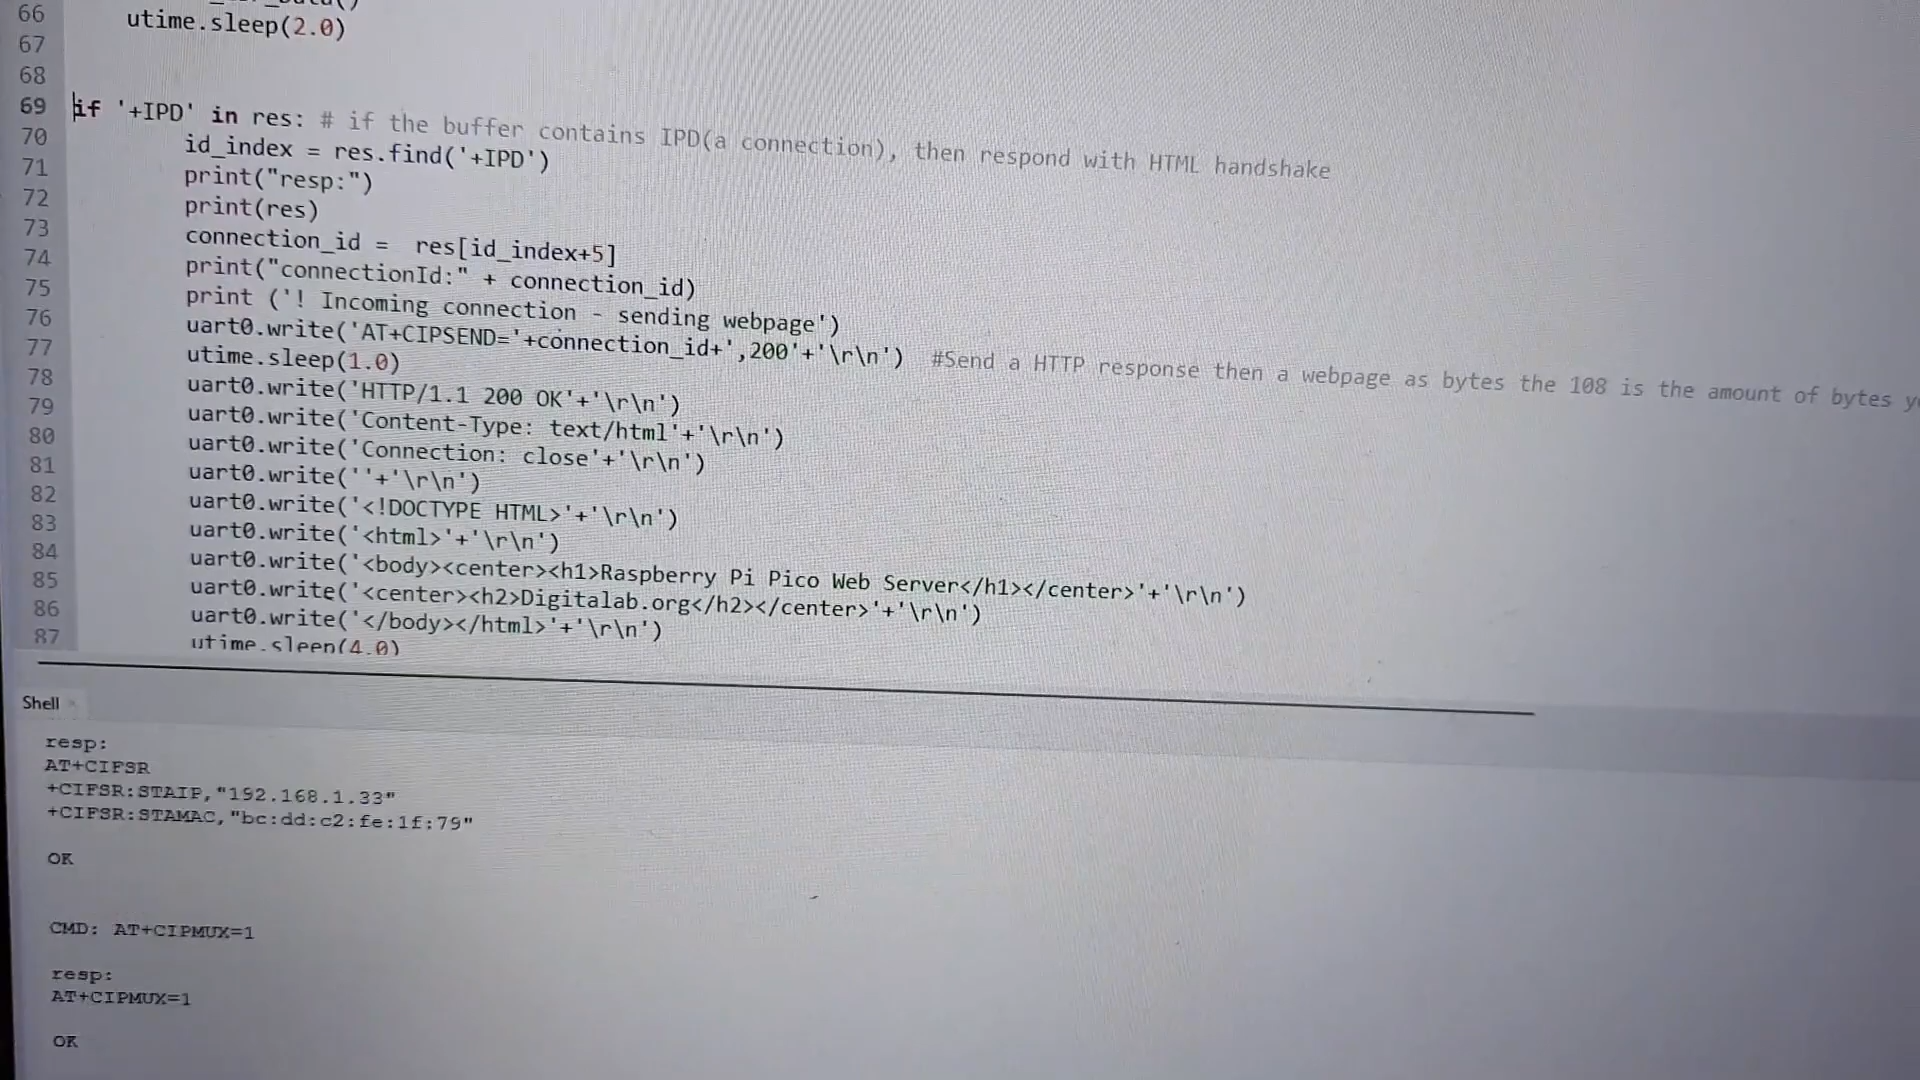 66
utime.sleep(2.0)
67
68
69 if '+IPD' in res: # if the buffer contains IPD(a connection), then respond with HTML handshake
70 id_index = res.find('+IPD')
71 print("resp:")
72 print(res)
73 connection_id =  res[id_index+5]
74 print("connectionId:" + connection_id)
75 print ('! Incoming connection - sending webpage')
76 uart0.write('AT+CIPSEND='+connection_id+',200'+'\r\n')  #Send a HTTP response then a webpage as bytes the 108 is the amount of bytes
77 utime.sleep(1.0)
78 uart0.write('HTTP/1.1 200 OK'+'\r\n')
79 uart0.write('Content-Type: text/html'+'\r\n')
80 uart0.write('Connection: close'+'\r\n')
81 uart0.write(''+'\r\n')
82 uart0.write('<!DOCTYPE HTML>'+'\r\n')
83 uart0.write('<html>'+'\r\n')
84 uart0.write('<body><center><h1>Raspberry Pi Pico Web Server</h1></center>'+'\r\n')
85 uart0.write('<center><h2>Digitalab.org</h2></center>'+'\r\n')
86 uart0.write('</body></html>'+'\r\n')
87 utime.sleep(4.0)
Shell
resp:
AT+CIFSR
+CIFSR:STAIP,"192.168.1.33"
+CIFSR:STAMAC,"bc:dd:c2:fe:1f:79"
OK
CMD: AT+CIPMUX=1
resp:
AT+CIPMUX=1
OK